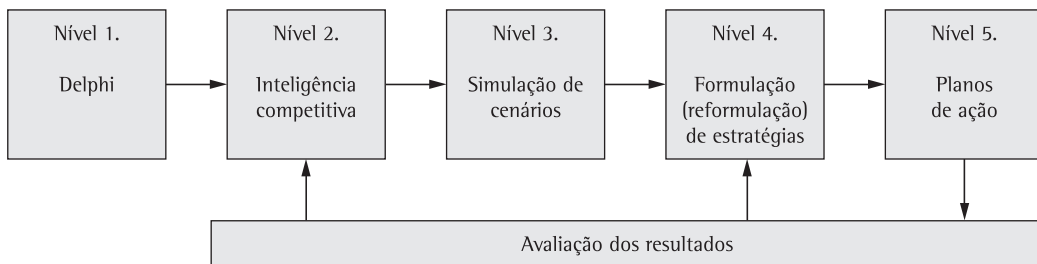 Nível 1.
Delphi
Nível 2.
Inteligência
competitiva
Nível 3.
Simulação de
cenários
Nível 4.
Formulação
(reformulação)
de estratégias
Nível 5.
Planos
de ação
Avaliação dos resultados